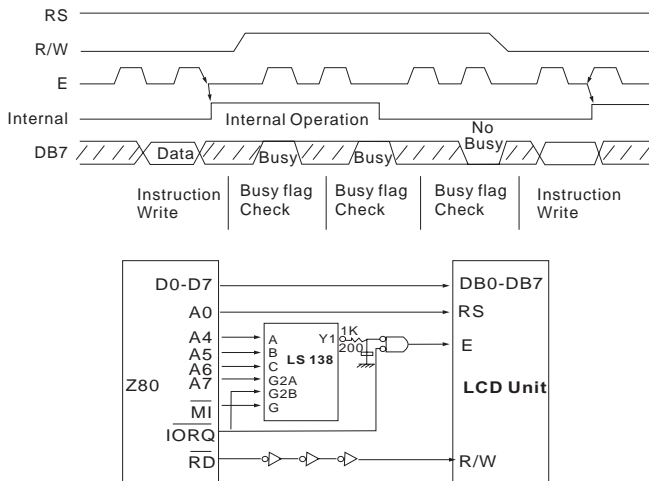 RS
R/W
E
Internal
Internal Operation
No
Busy
DB7
Data
Busy
Busy
Instruction
Write
Busy flag
Check
Busy flag
Check
Busy flag
Check
Instruction
Write
D0-D7
DB0-DB7
A0
RS
A4
A
Y1
1K
A5
B
LS 138
200
E
A6
C
A7
G2A
Z80
G2B
LCD Unit
MI
G
IORQ
RD
R/W